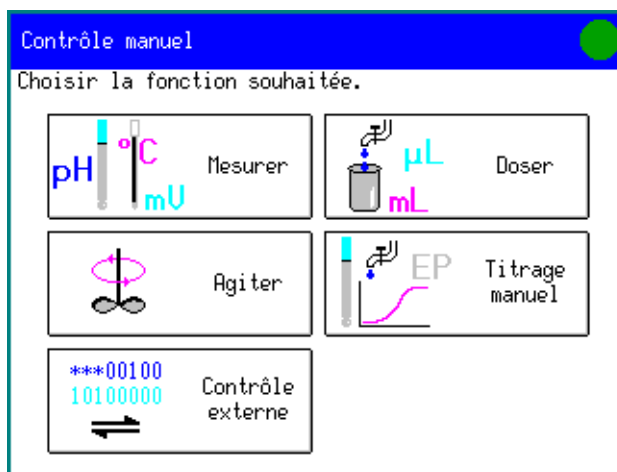 Contrôle manuel
Choisir la fonction souhaitée.
pH °C mV
Mesurer
µL
mL
Doser
Agiter
EP
Titrage
manuel
***00100
10100000
Contrôle
externe